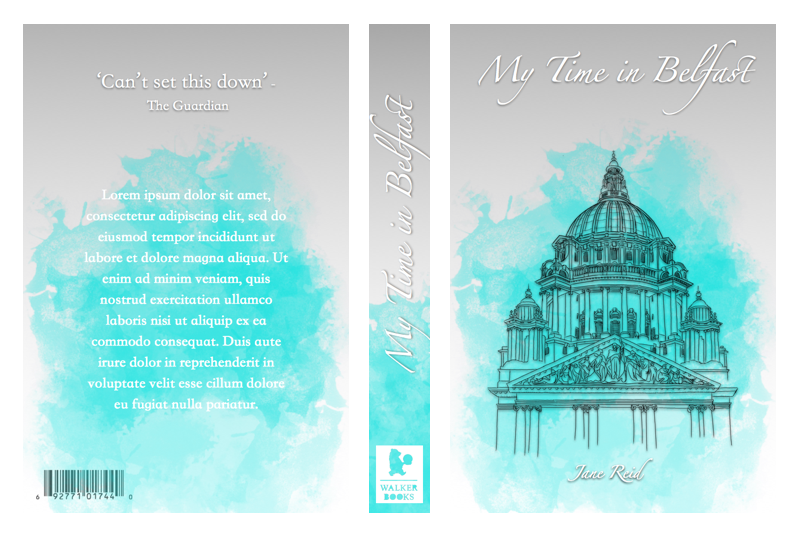 ‘Can’t set this down’ -
The Guardian
Lorem ipsum dolor sit amet,
consectetur adipiscing elit, sed do
eiusmod tempor incididunt ut
labore et dolore magna aliqua. Ut
enim ad minim veniam, quis
nostrud exercitation ullamco
laboris nisi ut aliquip ex ea
commodo consequat. Duis aute
irure dolor in reprehenderit in
voluptate velit esse cillum dolore
eu fugiat nulla pariatur.
6 92771 01744 0
My Time in Belfast
WALKER
BOOKS
My Time in Belfast
Jane Reid